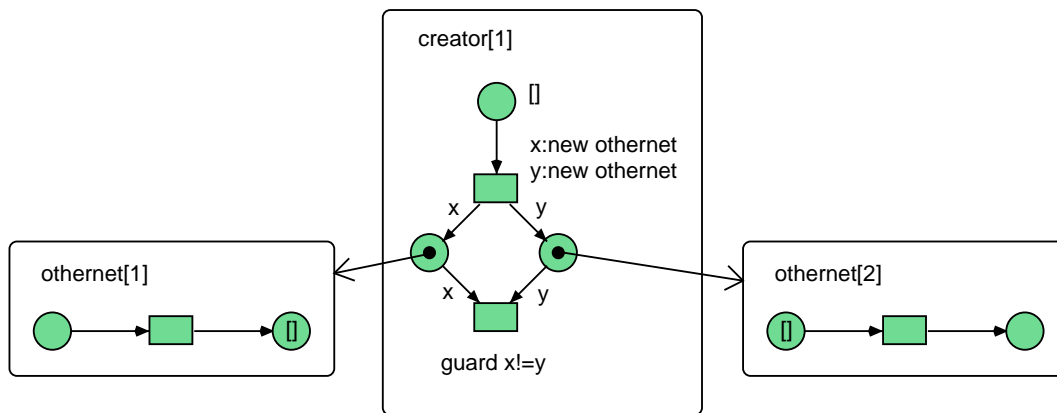 creator[1]
[]
x:new othernet
y:new othernet
x
y
othernet[1]
othernet[2]
x
y
[]
[]
guard x!=y